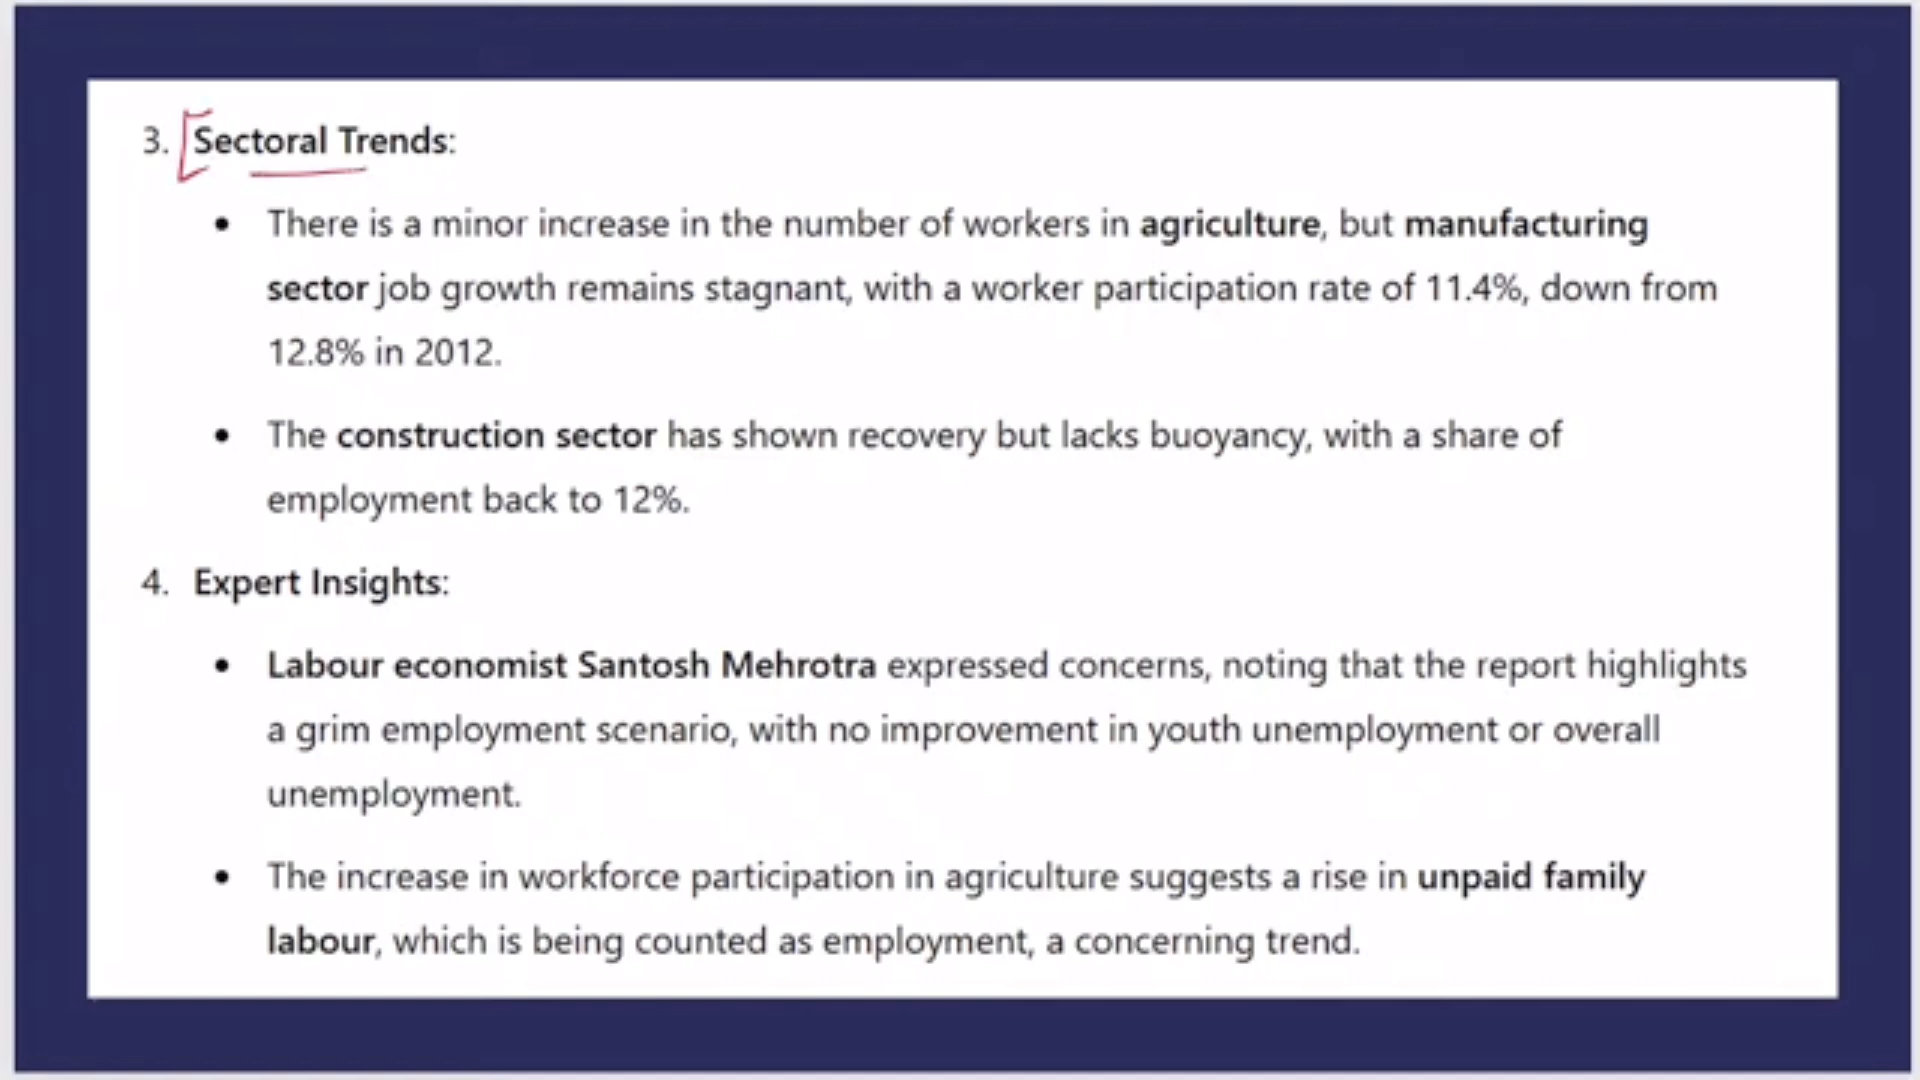 3. Sectoral Trends:
• There is a minor increase in the number of workers in agriculture, but manufacturing
sector job growth remains stagnant, with a worker participation rate of 11.4%, down from
12.8% in 2012.
• The construction sector has shown recovery but lacks buoyancy, with a share of
employment back to 12%.
4. Expert Insights:
• Labour economist Santosh Mehrotra expressed concerns, noting that the report highlights
a grim employment scenario, with no improvement in youth unemployment or overall
unemployment.
• The increase in workforce participation in agriculture suggests a rise in unpaid family
labour, which is being counted as employment, a concerning trend.